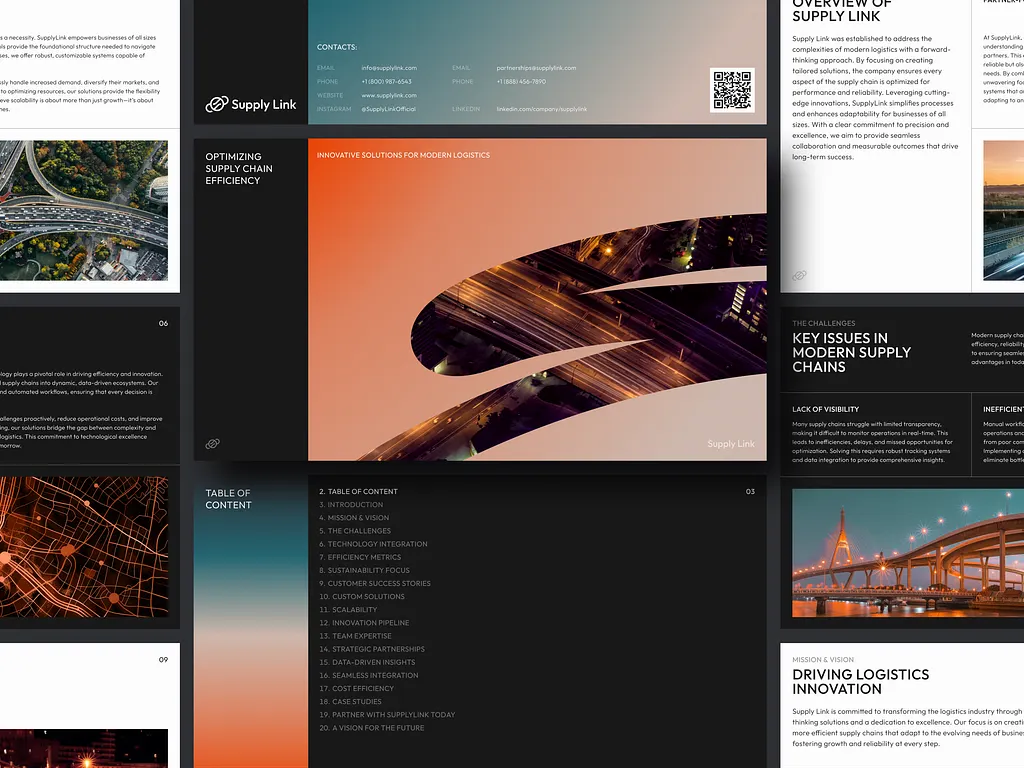 s a necessity. SupplyLink empowers businesses of all sizes
ls provide the foundational structure needed to navigate
ses, we offer robust, customizable systems capable of
ssly handle increased demand, diversify their markets, and
to optimizing resources, our solutions provide the flexibility
eve scalability is about more than just growth—it's about
nes.
06
ology plays a pivotal role in driving efficiency and innovation.
l supply chains into dynamic, data-driven ecosystems. Our
nd automated workflows, ensuring that every decision is
allenges proactively, reduce operational costs, and improve
ing, our solutions bridge the gap between complexity and
logistics. This commitment to technological excellence
morrow.
09
Supply Link
CONTACTS:
EMAIL info@supplylink.com EMAIL partnerships@supplylink.com
PHONE +1 (800) 987-6543 PHONE +1 (888) 456-7890
WEBSITE www.supplylink.com
INSTAGRAM @SupplyLinkOfficial LINKEDIN linkedin.com/company/supplylink
OPTIMIZING
SUPPLY CHAIN
EFFICIENCY
INNOVATIVE SOLUTIONS FOR MODERN LOGISTICS
Supply Link
TABLE OF
CONTENT
03
2. TABLE OF CONTENT
3. INTRODUCTION
4. MISSION & VISION
5. THE CHALLENGES
6. TECHNOLOGY INTEGRATION
7. EFFICIENCY METRICS
8. SUSTAINABILITY FOCUS
9. CUSTOMER SUCCESS STORIES
10. CUSTOM SOLUTIONS
11. SCALABILITY
12. INNOVATION PIPELINE
13. TEAM EXPERTISE
14. STRATEGIC PARTNERSHIPS
15. DATA-DRIVEN INSIGHTS
16. SEAMLESS INTEGRATION
17. COST EFFICIENCY
18. CASE STUDIES
19. PARTNER WITH SUPPLYLINK TODAY
20. A VISION FOR THE FUTURE
OVERVIEW OF
SUPPLY LINK
Supply Link was established to address the
complexities of modern logistics with a forward-
thinking approach. By focusing on creating
tailored solutions, the company ensures every
aspect of the supply chain is optimized for
performance and reliability. Leveraging cutting-
edge innovations, SupplyLink simplifies processes
and enhances adaptability for businesses of all
sizes. With a clear commitment to precision and
excellence, we aim to provide seamless
collaboration and measurable outcomes that drive
long-term success.
At SupplyLink,
understanding
partners. This
reliable but als
needs. By com
unwavering fo
systems that a
adapting to an
THE CHALLENGES
KEY ISSUES IN
MODERN SUPPLY
CHAINS
Modern supply cha
efficiency, reliability
to ensuring seamles
advantages in toda
LACK OF VISIBILITY
Many supply chains struggle with limited transparency,
making it difficult to monitor operations in real-time. This
leads to inefficiencies, delays, and missed opportunities for
optimization. Solving this requires robust tracking systems
and data integration to provide comprehensive insights.
INEFFICIENT
Manual workflo
operations and
from poor com
Implementing
eliminate bottle
MISSION & VISION
DRIVING LOGISTICS
INNOVATION
Supply Link is committed to transforming the logistics industry through
thinking solutions and a dedication to excellence. Our focus is on creati
more efficient supply chains that adapt to the evolving needs of busine
fostering growth and reliability at every step.